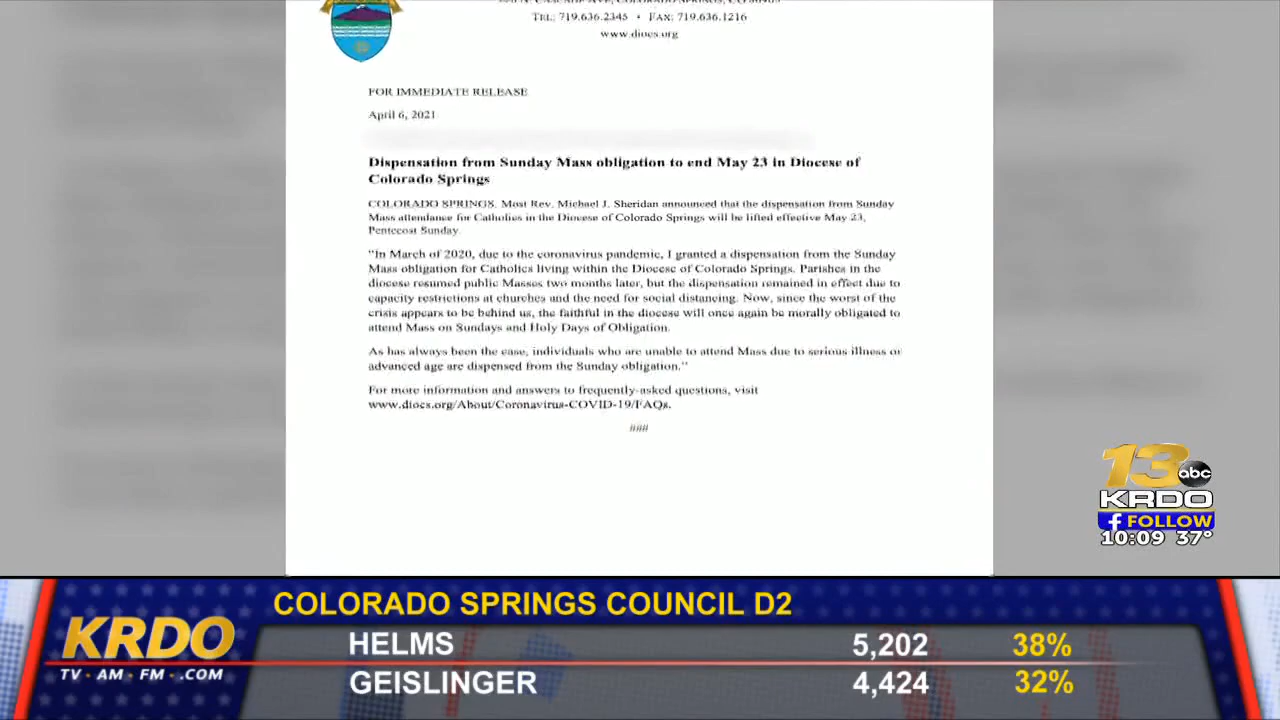 TEL: 719.636.2345 • FAX: 719.636.1216
www.diocs.org
FOR IMMEDIATE RELEASE
April 6, 2021
Dispensation from Sunday Mass obligation to end May 23 in Diocese of
Colorado Springs
COLORADO SPRINGS. Most Rev. Michael J. Sheridan announced that the dispensation from Sunday
Mass attendance for Catholics in the Diocese of Colorado Springs will be lifted effective May 23,
Pentecost Sunday.
"In March of 2020, due to the coronavirus pandemic, I granted a dispensation from the Sunday
Mass obligation for Catholics living within the Diocese of Colorado Springs. Parishes in the
diocese resumed public Masses two months later, but the dispensation remained in effect due to
capacity restrictions at churches and the need for social distancing. Now, since the worst of the
crisis appears to be behind us, the faithful in the diocese will once again be morally obligated to
attend Mass on Sundays and Holy Days of Obligation.
As has always been the case, individuals who are unable to attend Mass due to serious illness or
advanced age are dispensed from the Sunday obligation."
For more information and answers to frequently-asked questions, visit
www.diocs.org/About/Coronavirus-COVID-19/FAQs.
###
13 abc
KRDO
f FOLLOW
10:09 37°
COLORADO SPRINGS COUNCIL D2
KRDO
TV · AM · FM · .COM
HELMS 5,202 38%
GEISLINGER 4,424 32%